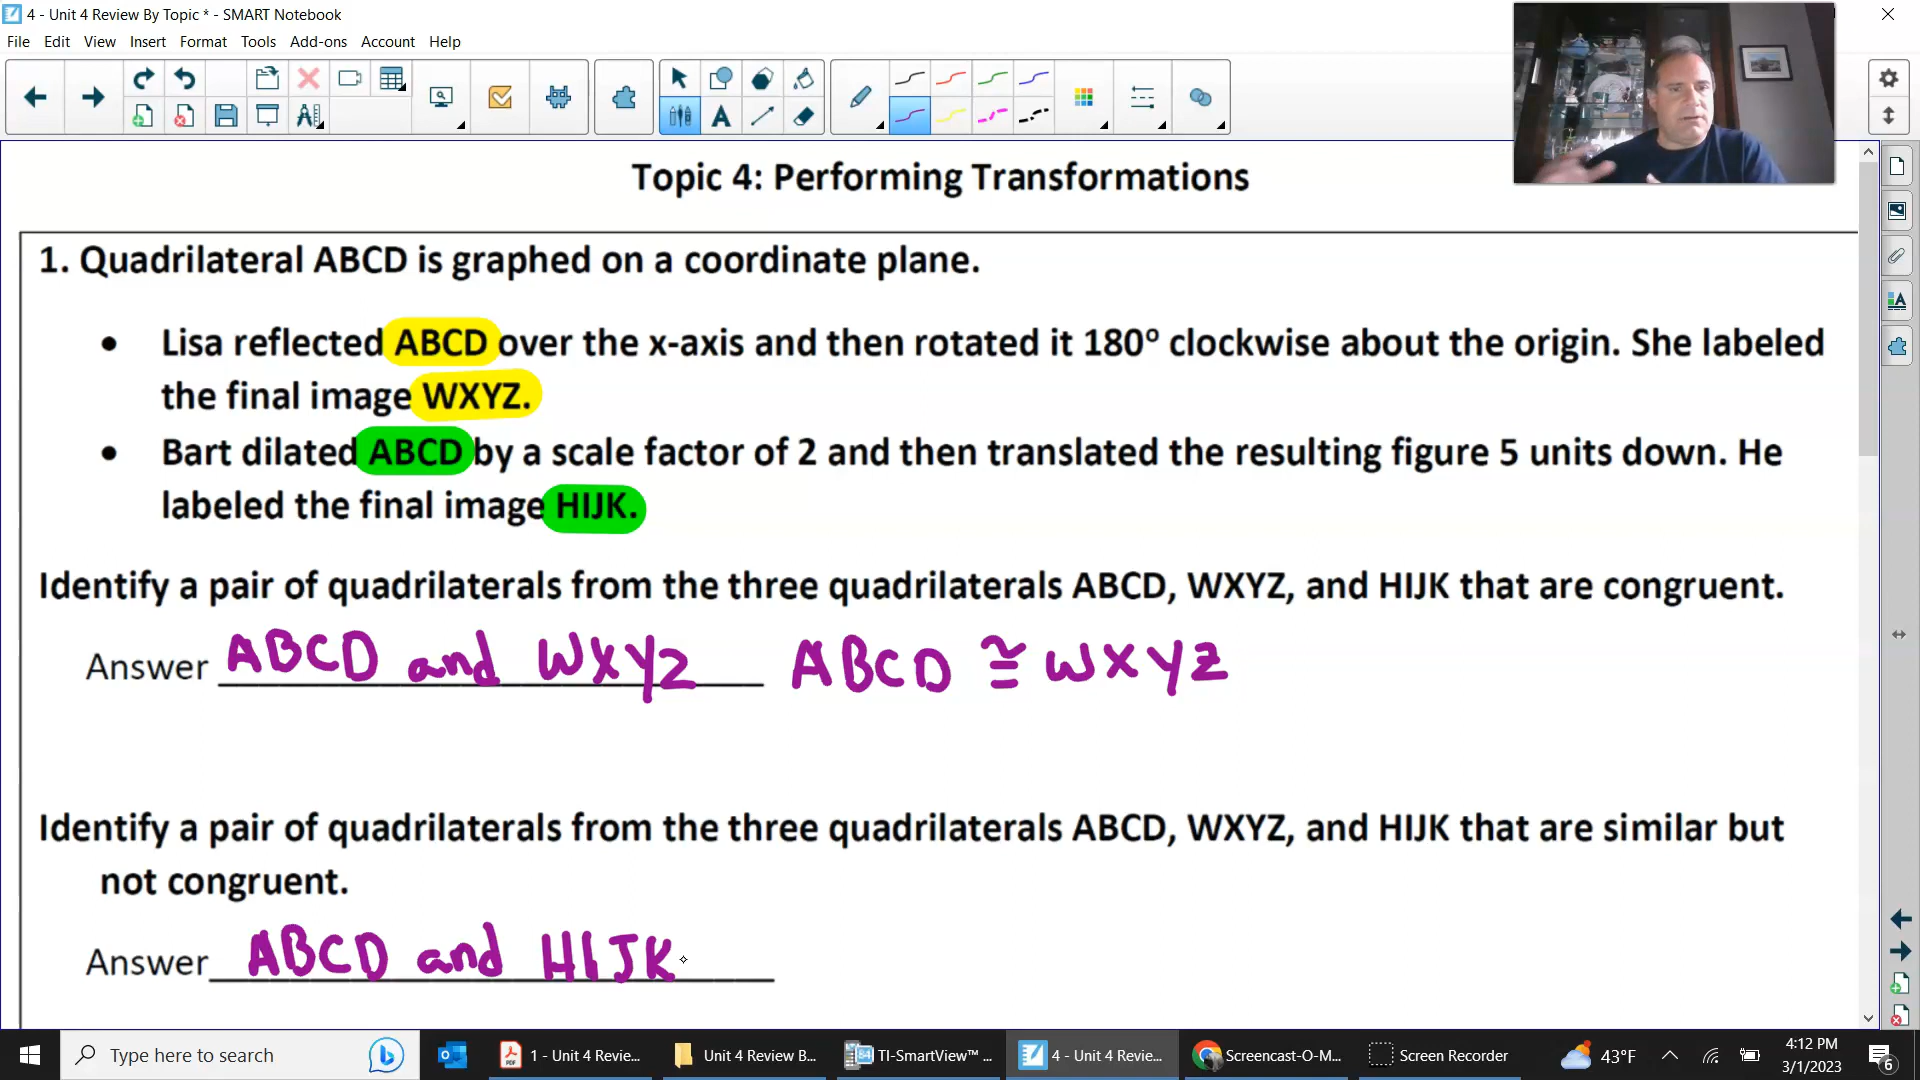 4 - Unit 4 Review By Topic * - SMART Notebook
File Edit View Insert Format Tools Add-ons Account Help
Topic 4: Performing Transformations
1. Quadrilateral ABCD is graphed on a coordinate plane.
• Lisa reflected ABCD over the x-axis and then rotated it 180° clockwise about the origin. She labeled
the final image WXYZ.
• Bart dilated ABCD by a scale factor of 2 and then translated the resulting figure 5 units down. He
labeled the final image HIJK.
Identify a pair of quadrilaterals from the three quadrilaterals ABCD, WXYZ, and HIJK that are congruent.
Answer ABCD and WXYZ ABCD ≅ WXYZ
Identify a pair of quadrilaterals from the three quadrilaterals ABCD, WXYZ, and HIJK that are similar but
not congruent.
Answer ABCD and HIJK
Type here to search
1 - Unit 4 Revie...
Unit 4 Review B...
TI-SmartView™ ...
4 - Unit 4 Revie...
Screencast-O-M...
Screen Recorder
43°F
4:12 PM
3/1/2023
6